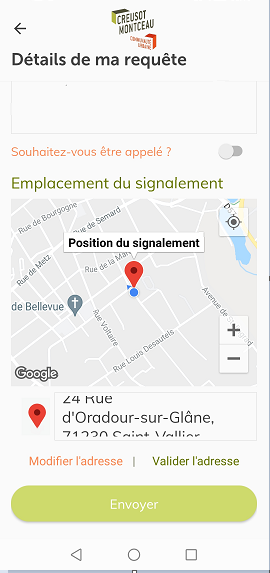 CREUSOT
MONTCEAU
COMMUNAUTÉ
URBAINE
Détails de ma requête
Souhaitez-vous être appelé ?
Emplacement du signalement
Rue de Bourgogne
Rue de Semard
D
Position du signalement
Rue de Metz
Rue de la Mar
de Bellevue
Rue Voltaire
Avenue de
Rue Louis Desautels
Google
24 Rue
d'Oradour-sur-Glâne,
71230 Saint-Vallier
Modifier l'adresse | Valider l'adresse
Envoyer